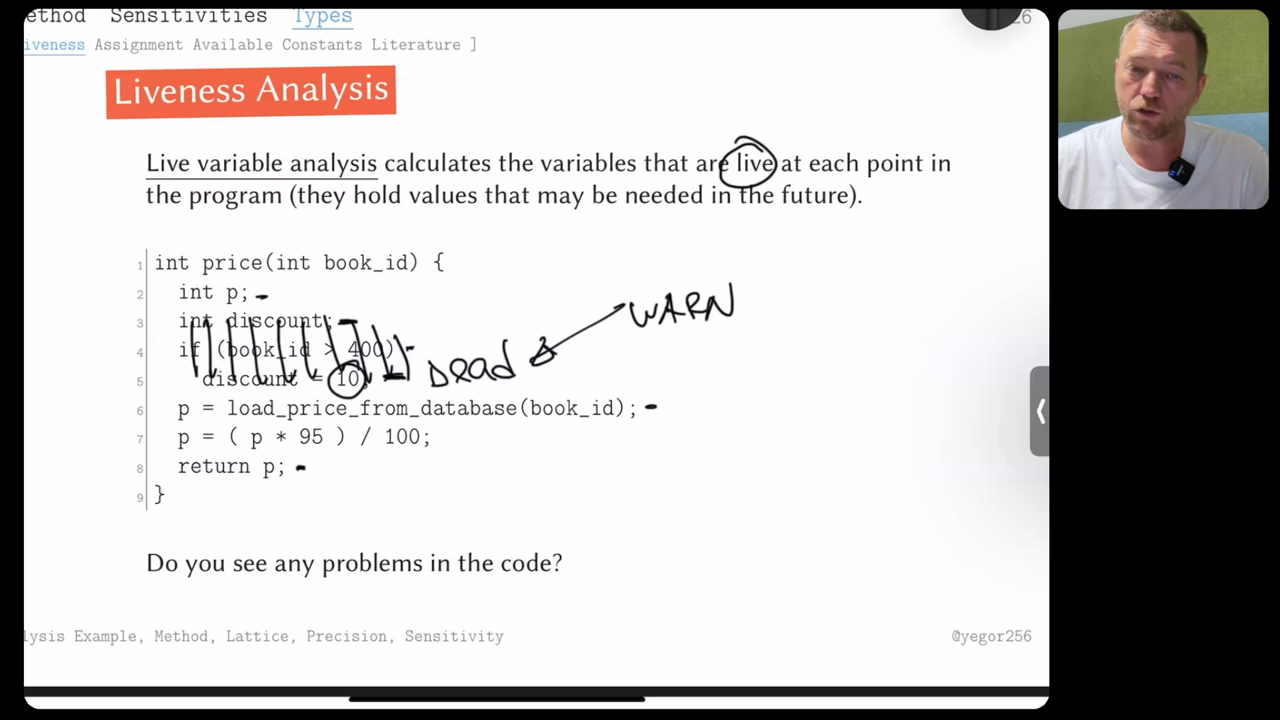 ethod Sensitivities Types
iveness Assignment Available Constants Literature ]
26
Liveness Analysis
Live variable analysis calculates the variables that are live at each point in
the program (they hold values that may be needed in the future).
1 int price(int book_id) {
2 int p;
3 int discount;
WARN
4 if (book_id > 400)
Dead
5 discount = 10;
6 p = load_price_from_database(book_id);
7 p = ( p * 95 ) / 100;
8 return p;
9 }
Do you see any problems in the code?
lysis Example, Method, Lattice, Precision, Sensitivity
@yegor256